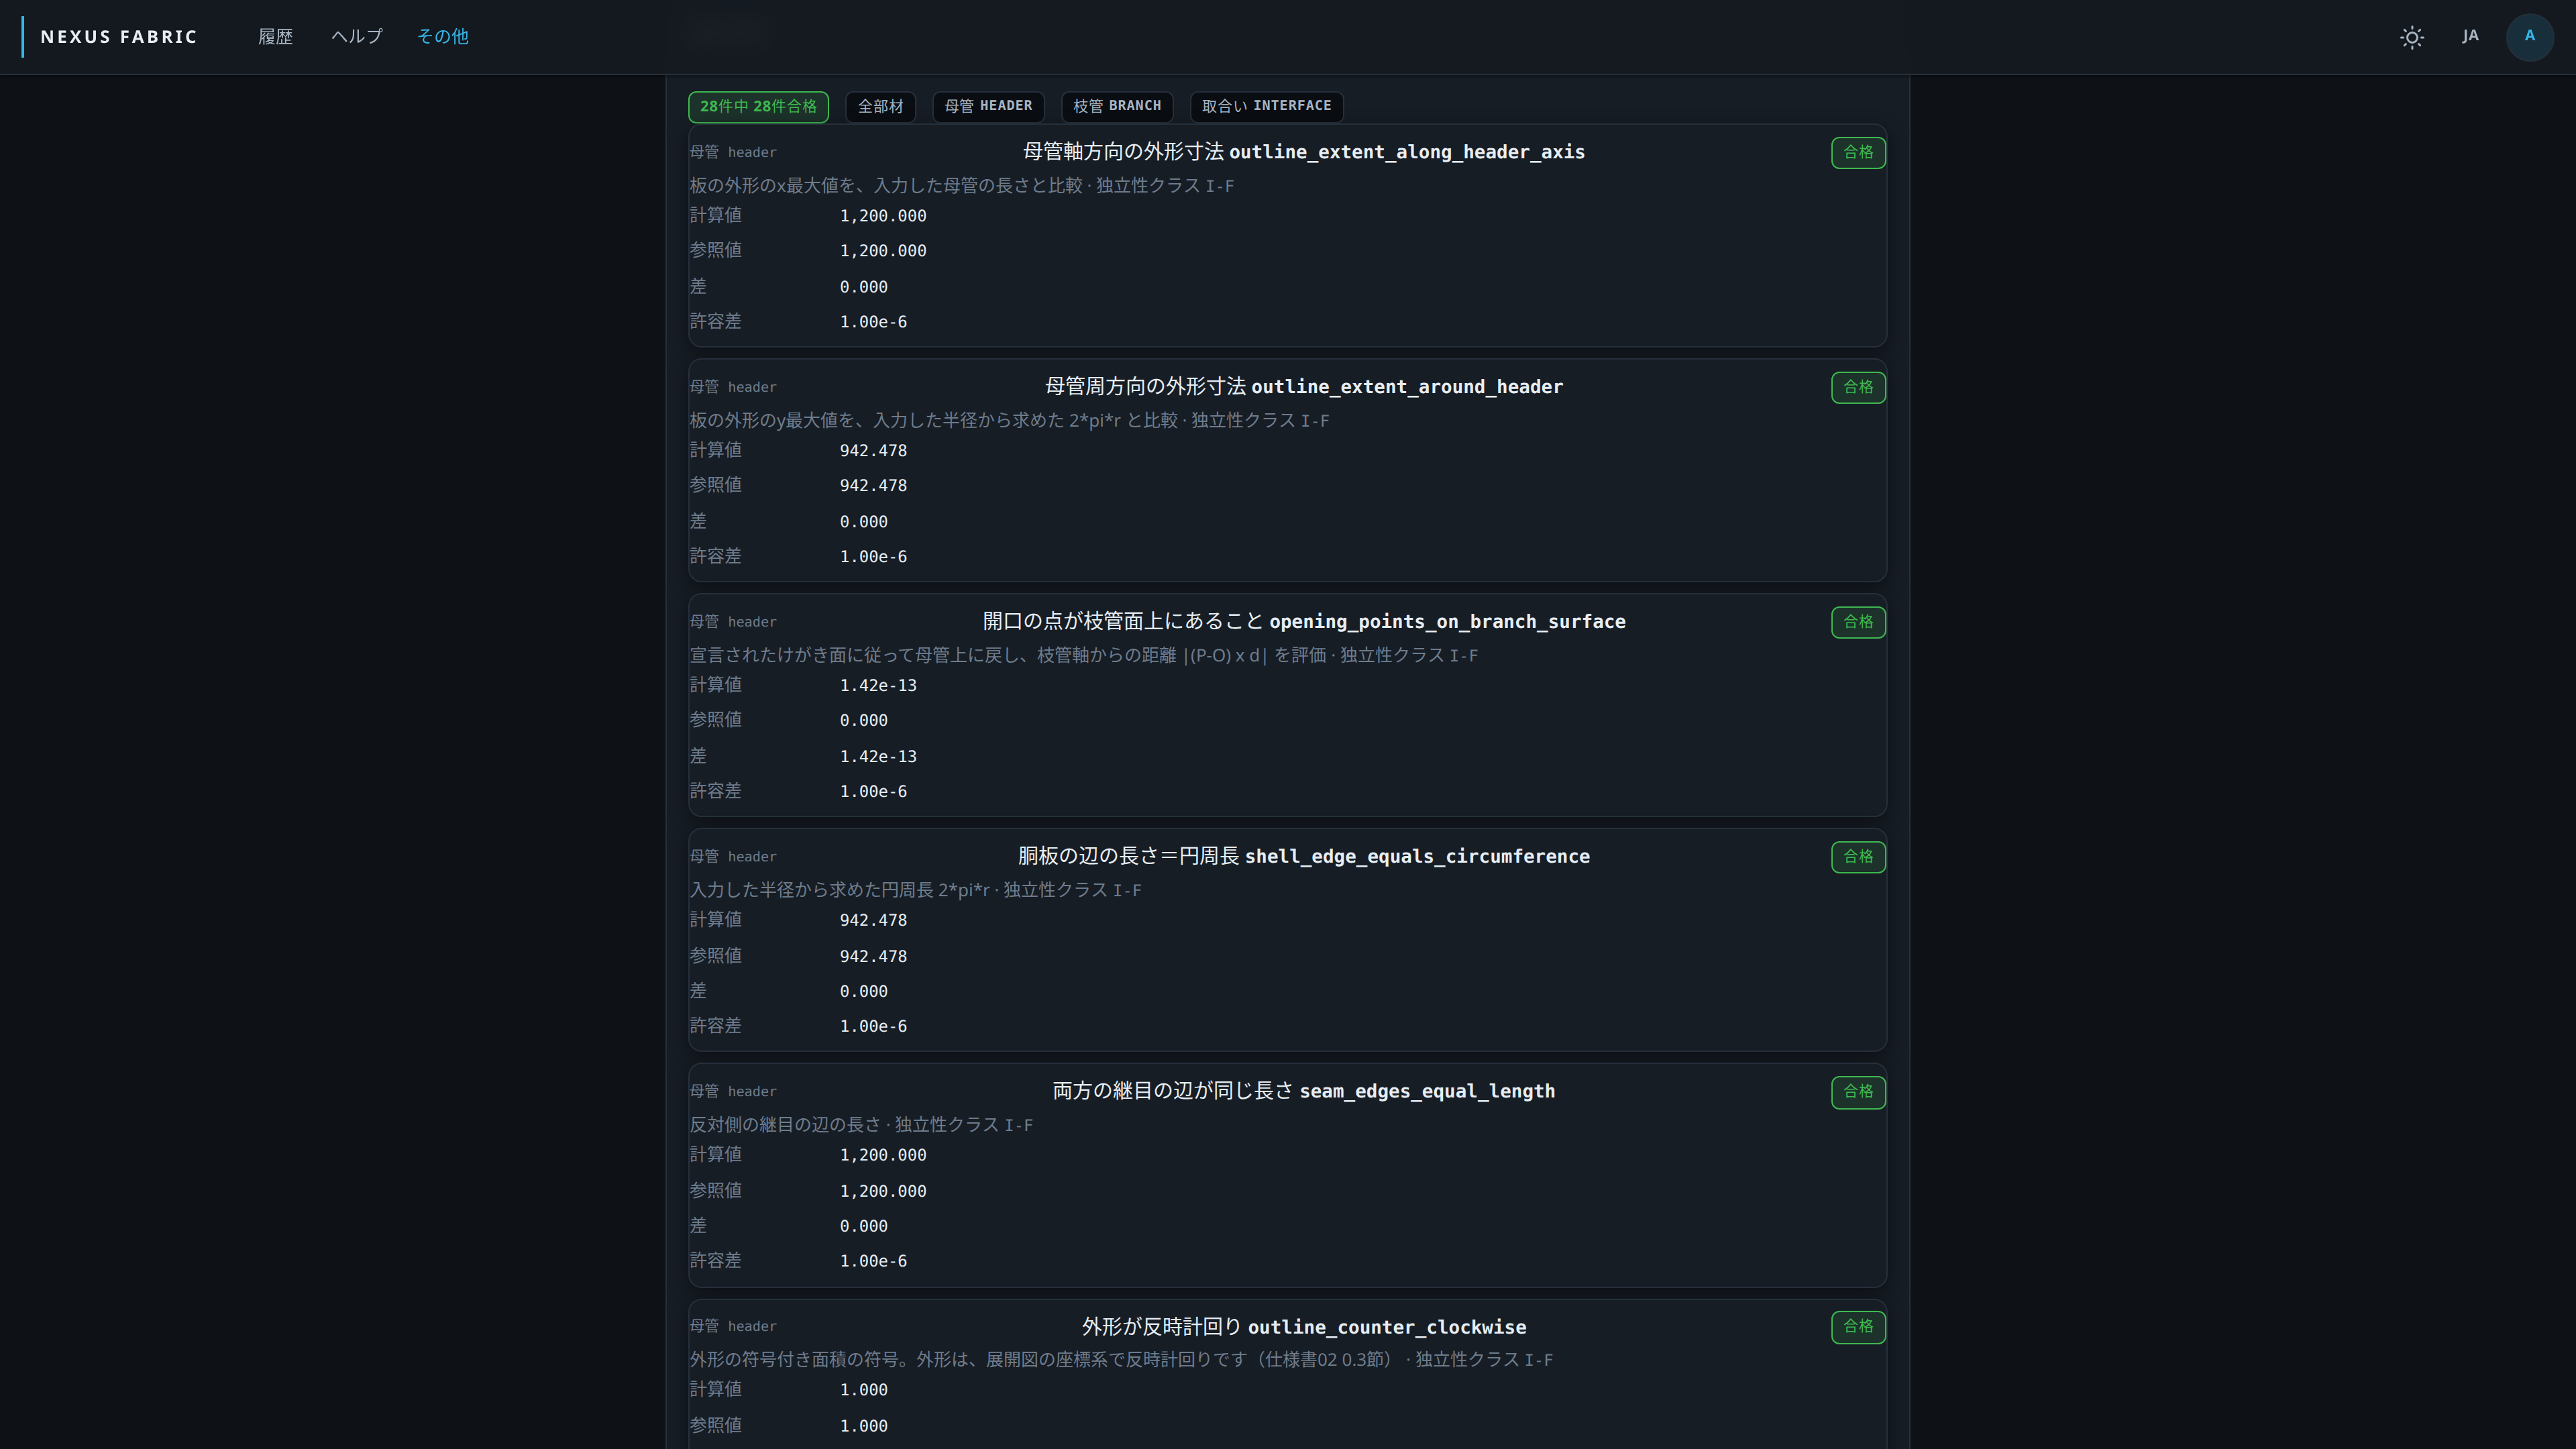 NEXUS FABRIC 履歴 ヘルプ その他 JA A
28件中 28件合格 全部材 母管 HEADER 枝管 BRANCH 取合い INTERFACE
母管 header 母管軸方向の外形寸法 outline_extent_along_header_axis 合格
板の外形のx最大値を、入力した母管の長さと比較 · 独立性クラス I-F
計算値 1,200.000
参照値 1,200.000
差 0.000
許容差 1.00e-6
母管 header 母管周方向の外形寸法 outline_extent_around_header 合格
板の外形のy最大値を、入力した半径から求めた 2*pi*r と比較 · 独立性クラス I-F
計算値 942.478
参照値 942.478
差 0.000
許容差 1.00e-6
母管 header 開口の点が枝管面上にあること opening_points_on_branch_surface 合格
宣言されたけがき面に従って母管上に戻し、枝管軸からの距離 |(P-O) x d| を評価 · 独立性クラス I-F
計算値 1.42e-13
参照値 0.000
差 1.42e-13
許容差 1.00e-6
母管 header 胴板の辺の長さ＝円周長 shell_edge_equals_circumference 合格
入力した半径から求めた円周長 2*pi*r · 独立性クラス I-F
計算値 942.478
参照値 942.478
差 0.000
許容差 1.00e-6
母管 header 両方の継目の辺が同じ長さ seam_edges_equal_length 合格
反対側の継目の辺の長さ · 独立性クラス I-F
計算値 1,200.000
参照値 1,200.000
差 0.000
許容差 1.00e-6
母管 header 外形が反時計回り outline_counter_clockwise 合格
外形の符号付き面積の符号。外形は、展開図の座標系で反時計回りです（仕様書02 0.3節） · 独立性クラス I-F
計算値 1.000
参照値 1.000